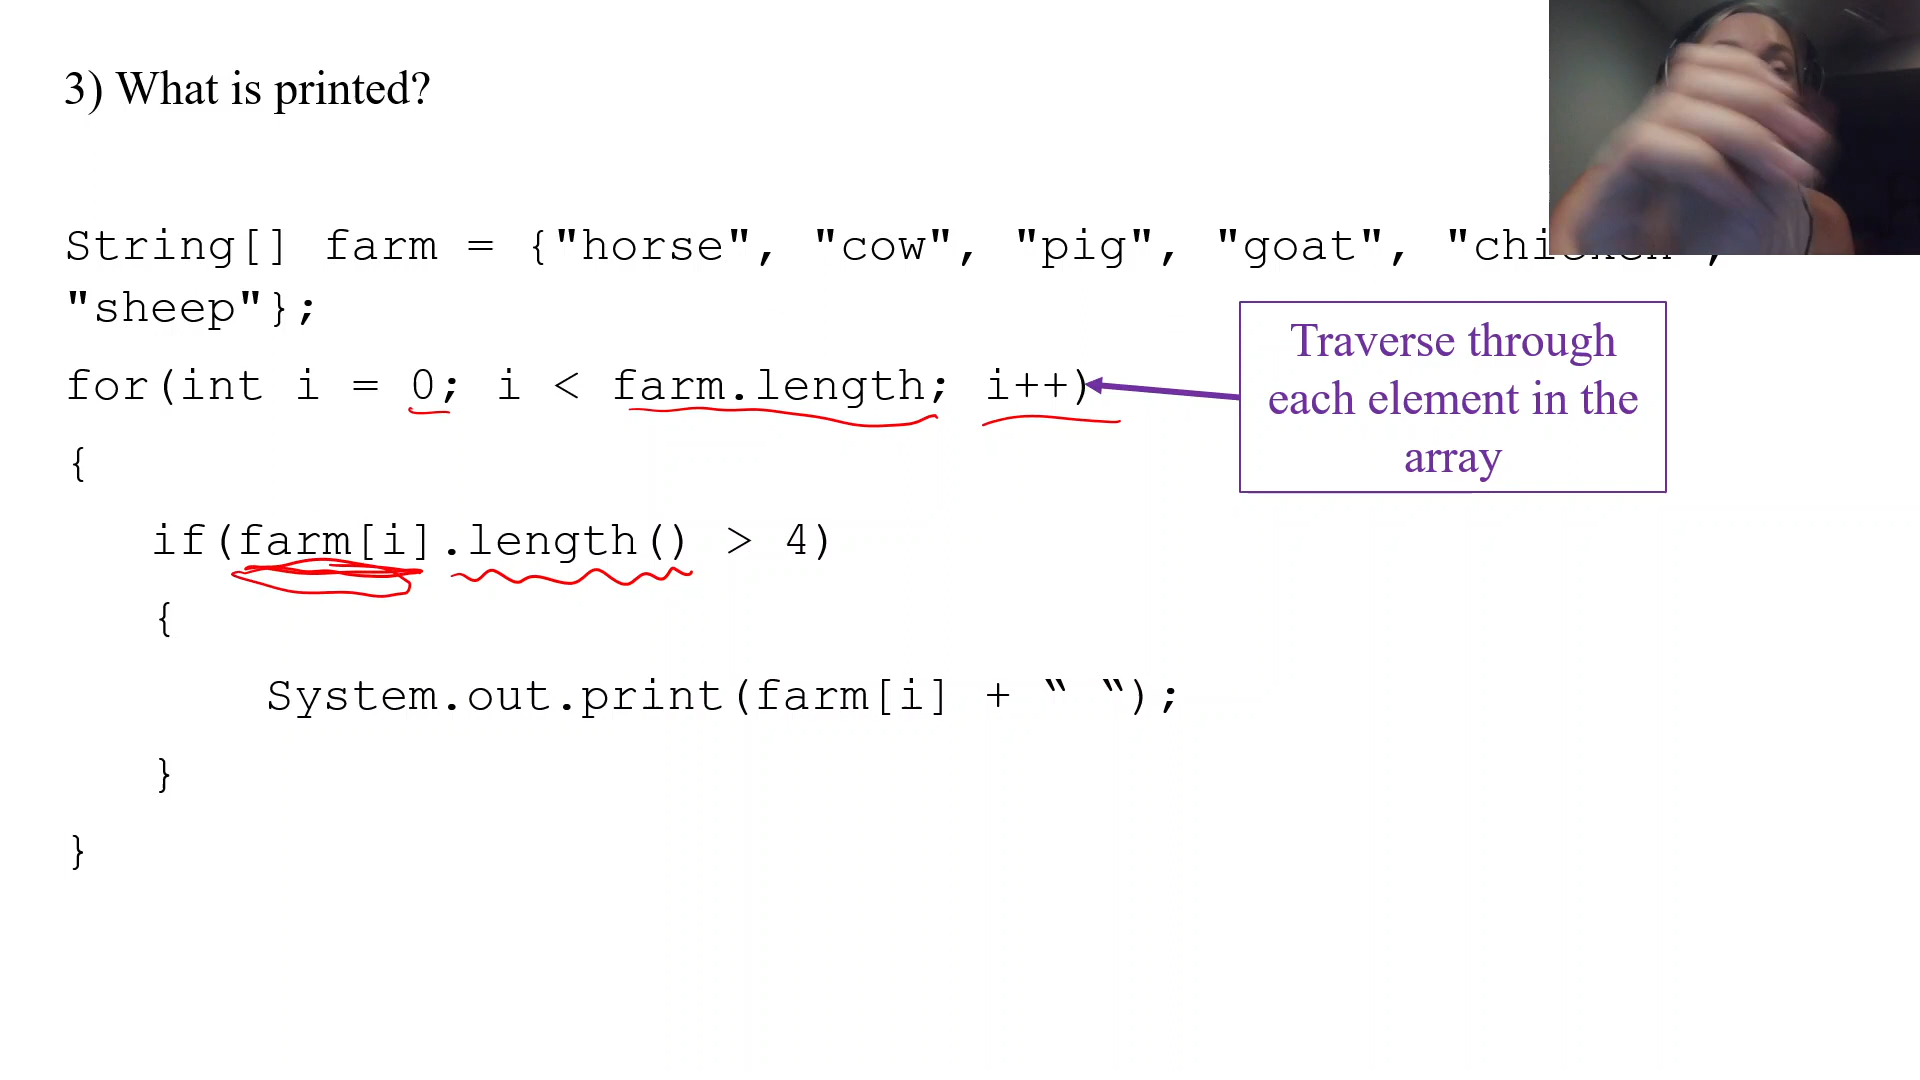 3) What is printed?
String[] farm = {"horse", "cow", "pig", "goat", "chicken",
"sheep"};
for(int i = 0; i < farm.length; i++)
Traverse through
each element in the
array
{
if(farm[i].length() > 4)
{
System.out.print(farm[i] + “ “);
}
}